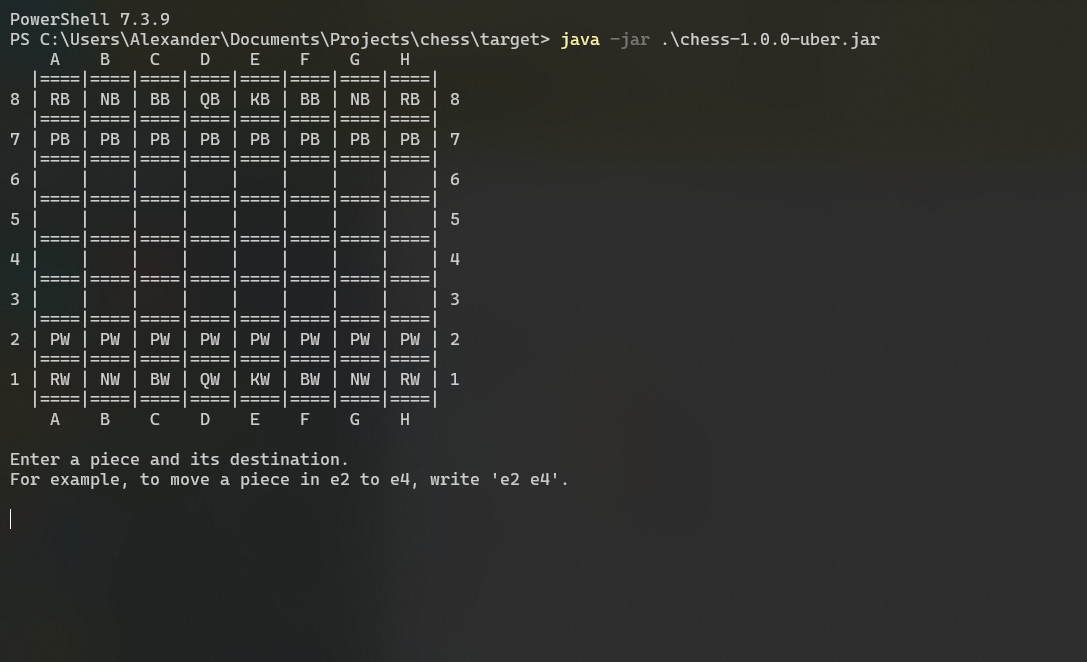 PowerShell 7.3.9
PS C:\Users\Alexander\Documents\Projects\chess\target> java -jar .\chess-1.0.0-uber.jar
    A    B    C    D    E    F    G    H
  |====|====|====|====|====|====|====|====|
8 | RB | NB | BB | QB | KB | BB | NB | RB | 8
  |====|====|====|====|====|====|====|====|
7 | PB | PB | PB | PB | PB | PB | PB | PB | 7
  |====|====|====|====|====|====|====|====|
6 |    |    |    |    |    |    |    |    | 6
  |====|====|====|====|====|====|====|====|
5 |    |    |    |    |    |    |    |    | 5
  |====|====|====|====|====|====|====|====|
4 |    |    |    |    |    |    |    |    | 4
  |====|====|====|====|====|====|====|====|
3 |    |    |    |    |    |    |    |    | 3
  |====|====|====|====|====|====|====|====|
2 | PW | PW | PW | PW | PW | PW | PW | PW | 2
  |====|====|====|====|====|====|====|====|
1 | RW | NW | BW | QW | KW | BW | NW | RW | 1
  |====|====|====|====|====|====|====|====|
    A    B    C    D    E    F    G    H
Enter a piece and its destination.
For example, to move a piece in e2 to e4, write 'e2 e4'.